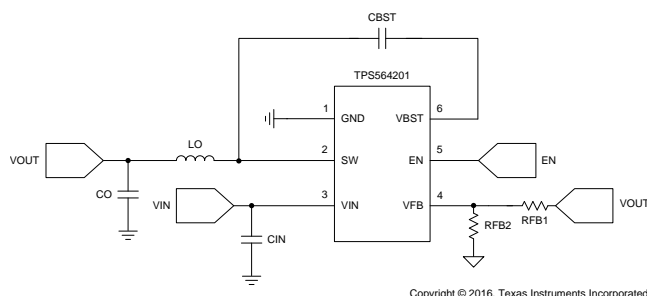 CBST
TPS564201
1 GND VBST 6
LO
VOUT 2 SW EN 5 EN
CO
VIN 3 VIN VFB 4 VOUT
RFB2 RFB1
CIN
Copyright © 2016, Texas Instruments Incorporated